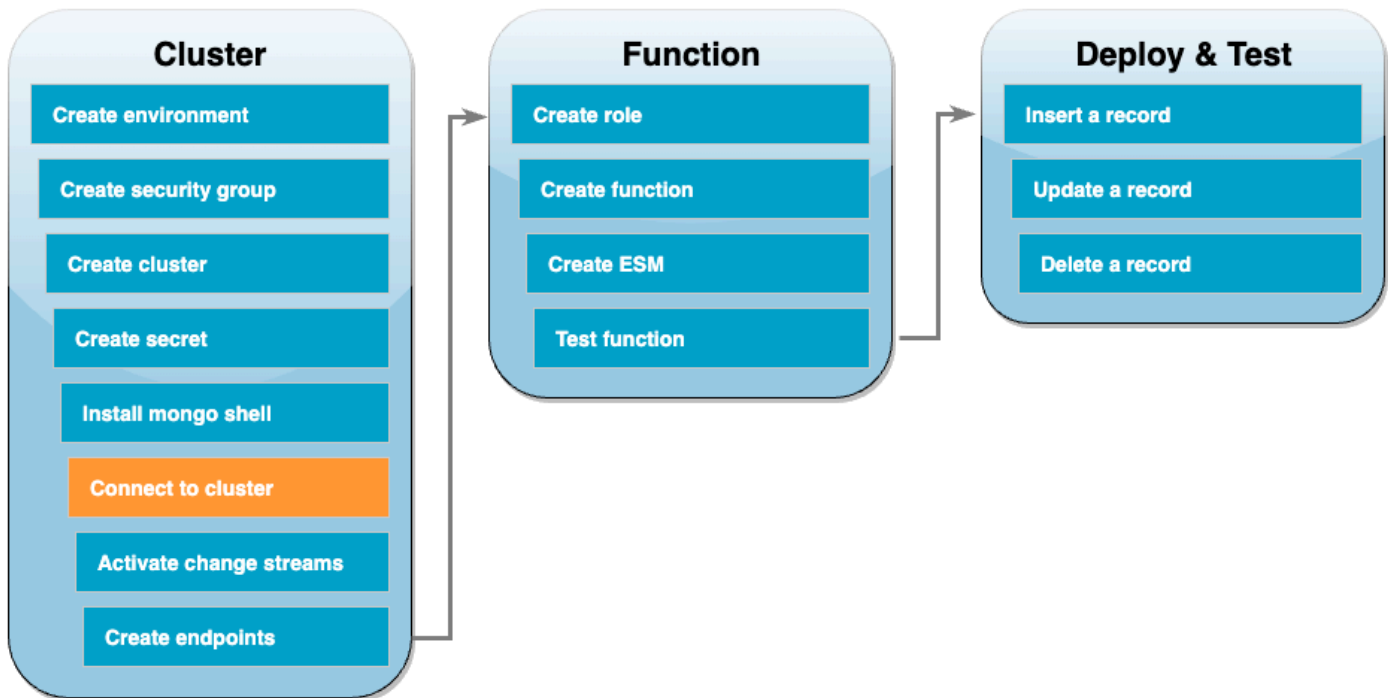 Cluster
Create environment
Create security group
Create cluster
Create secret
Install mongo shell
Connect to cluster
Activate change streams
Create endpoints
Function
Create role
Create function
Create ESM
Test function
Deploy & Test
Insert a record
Update a record
Delete a record